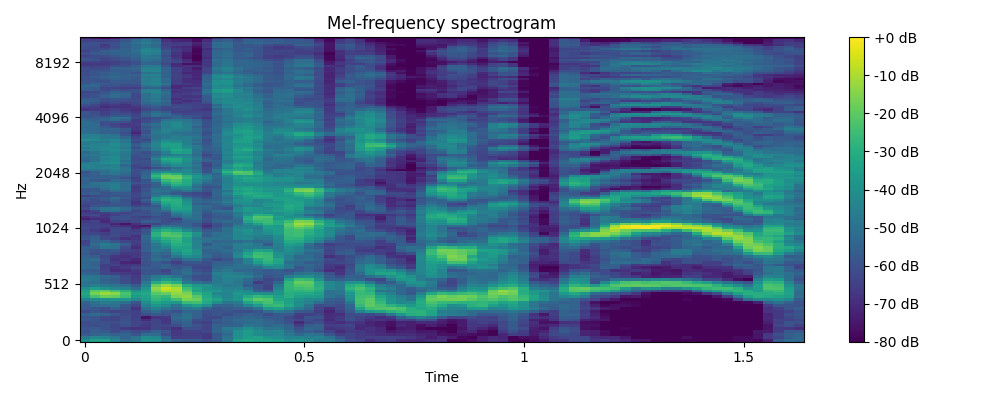 Mel-frequency spectrogram
Hz
8192
4096
2048
1024
512
0
0
0.5
1
1.5
Time
+0 dB
-10 dB
-20 dB
-30 dB
-40 dB
-50 dB
-60 dB
-70 dB
-80 dB